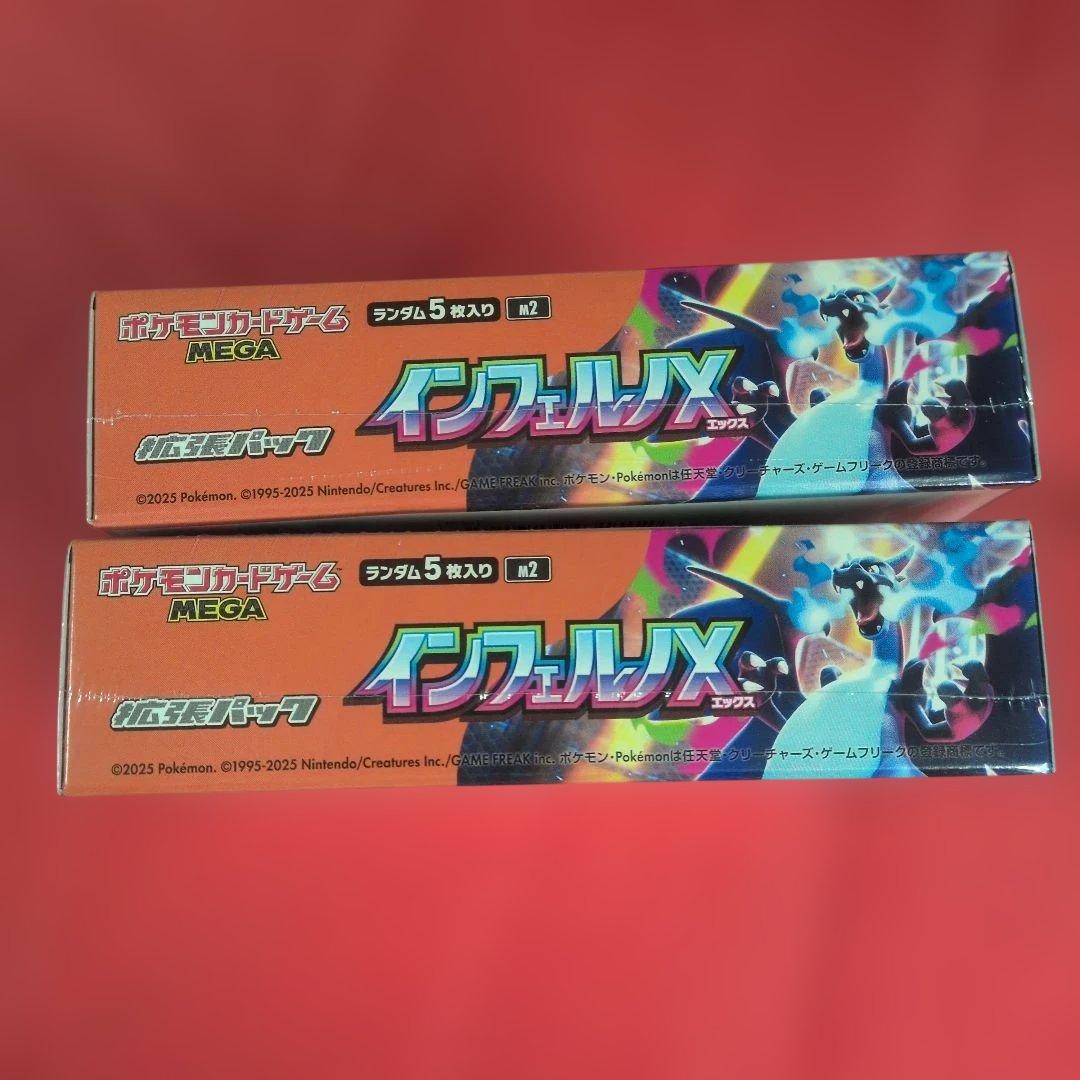 ポケモンカードゲーム™
MEGA
ランダム5枚入り M2
インフェルノX
エックス
拡張パック
©2025 Pokémon. ©1995-2025 Nintendo/Creatures Inc./GAME FREAK inc. ポケモン・Pokémonは任天堂・クリーチャーズ・ゲームフリークの登録商標です。
ポケモンカードゲーム™
MEGA
ランダム5枚入り M2
インフェルノX
エックス
拡張パック
©2025 Pokémon. ©1995-2025 Nintendo/Creatures Inc./GAME FREAK inc. ポケモン・Pokémonは任天堂・クリーチャーズ・ゲームフリークの登録商標です。